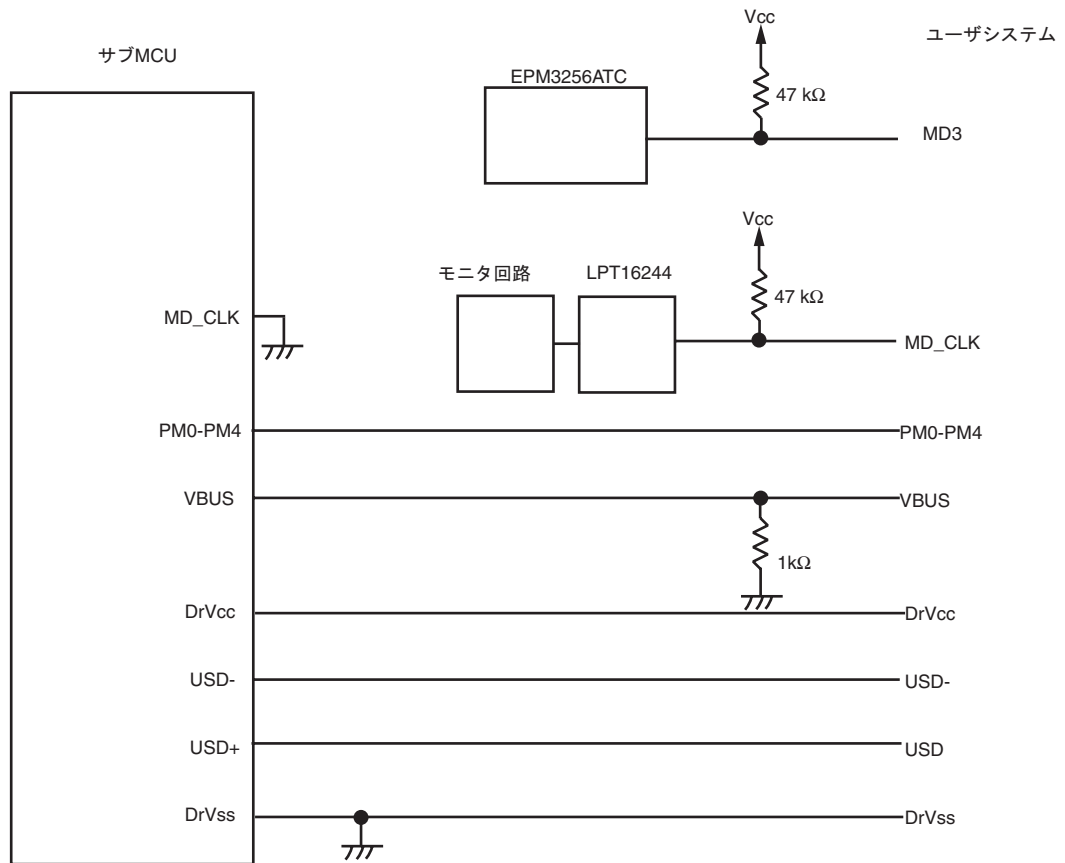 サブMCU
Vcc
ユーザシステム
EPM3256ATC
47 kΩ
MD3
Vcc
モニタ回路
LPT16244
47 kΩ
MD_CLK
MD_CLK
PM0-PM4
PM0-PM4
VBUS
VBUS
1kΩ
DrVcc
DrVcc
USD-
USD-
USD+
USD
DrVss
DrVss